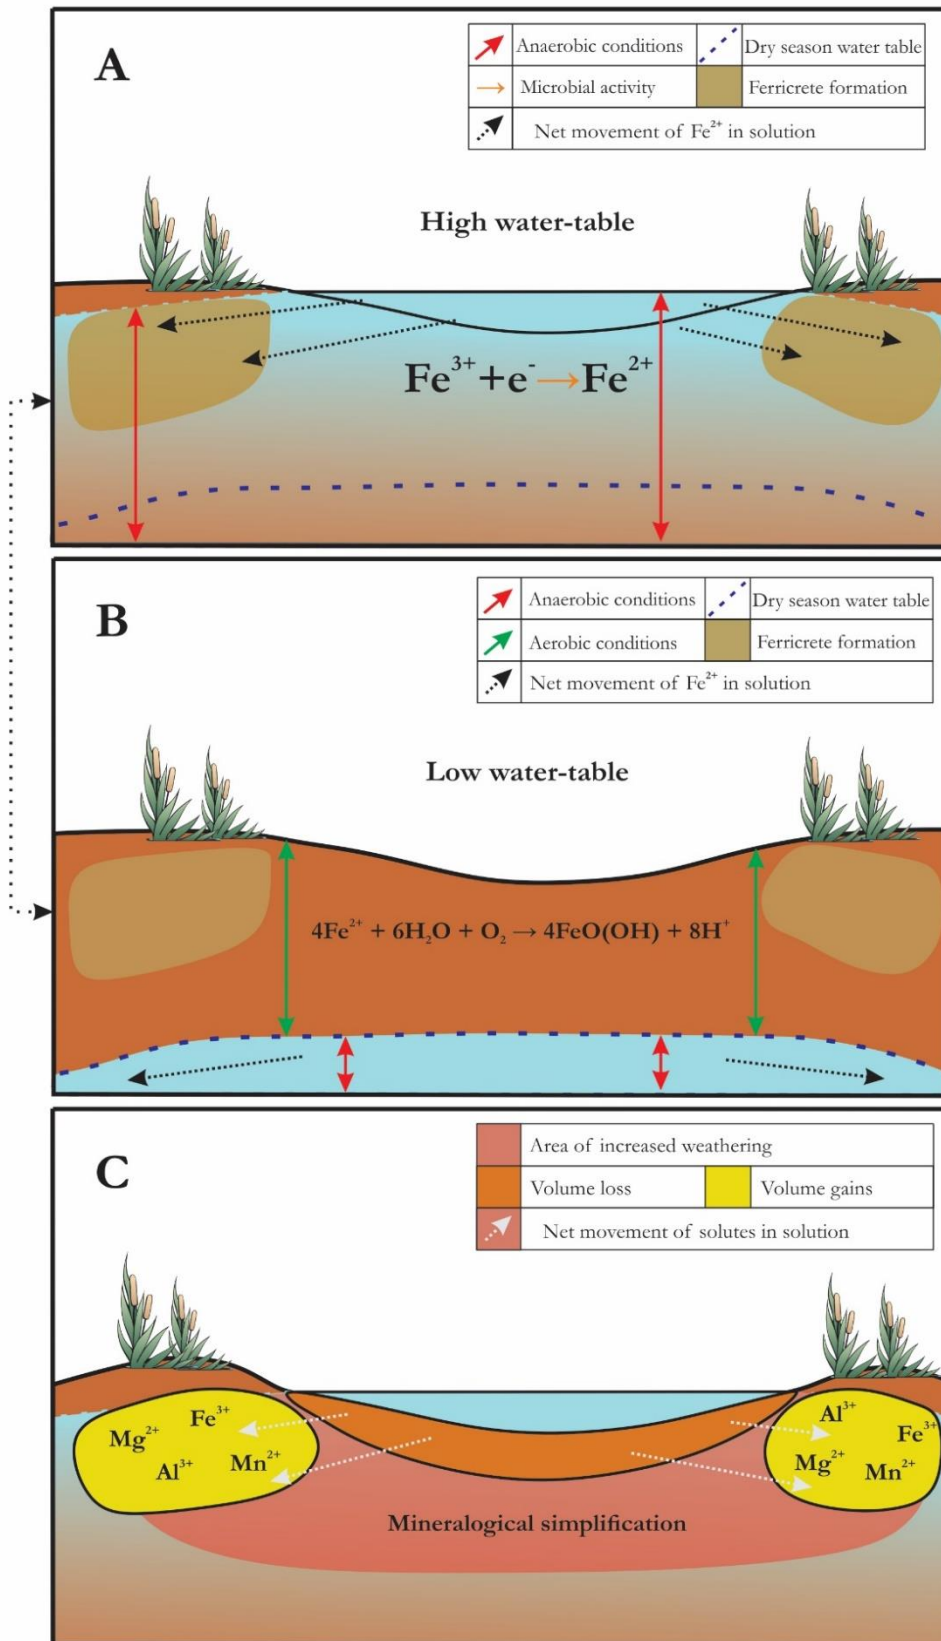 A
Anaerobic conditions
Dry season water table
Microbial activity
Ferricrete formation
Net movement of Fe²⁺ in solution
High water-table
Fe³⁺+e⁻→Fe²⁺
B
Anaerobic conditions
Dry season water table
Aerobic conditions
Ferricrete formation
Net movement of Fe²⁺ in solution
Low water-table
4Fe²⁺ + 6H₂O + O₂ → 4FeO(OH) + 8H⁺
C
Area of increased weathering
Volume loss
Volume gains
Net movement of solutes in solution
Fe³⁺
Mg²⁺
Al³⁺
Mn²⁺
Al³⁺
Fe³⁺
Mg²⁺
Mn²⁺
Mineralogical simplification